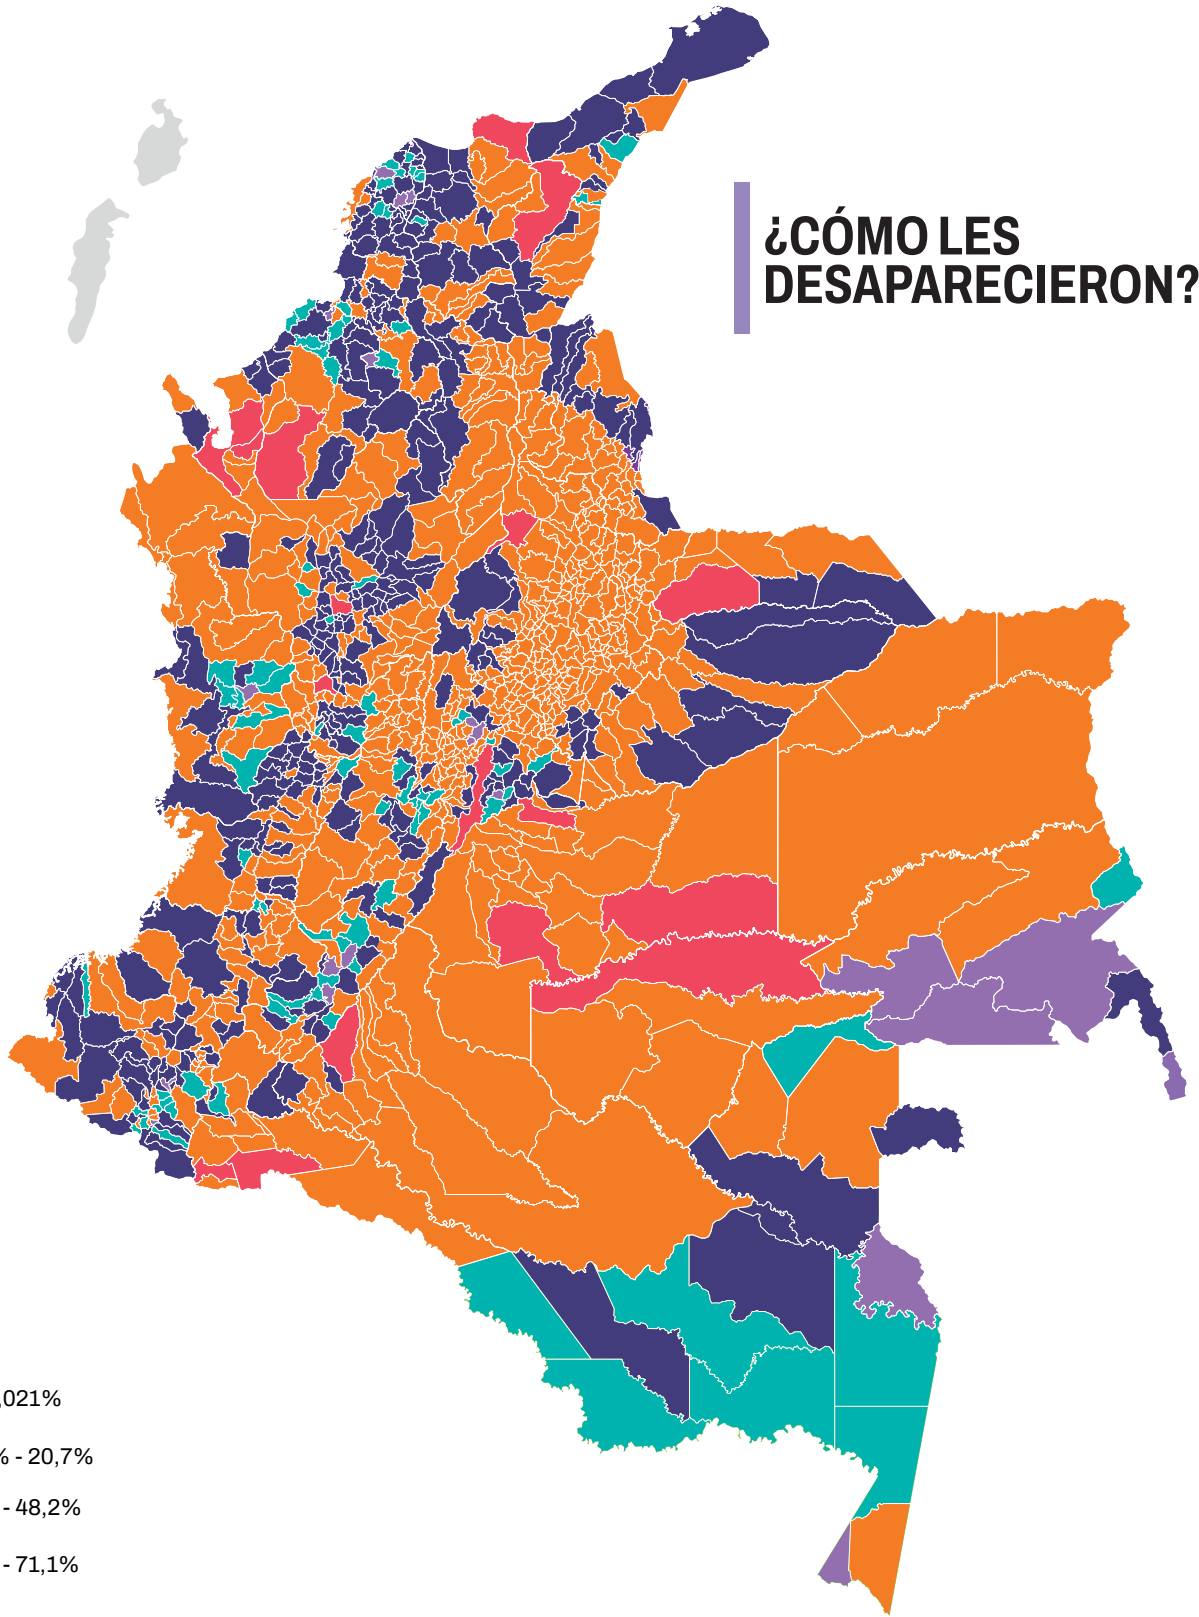 ¿CÓMO LES
DESAPARECIERON?
,021%
% - 20,7%
- 48,2%
- 71,1%